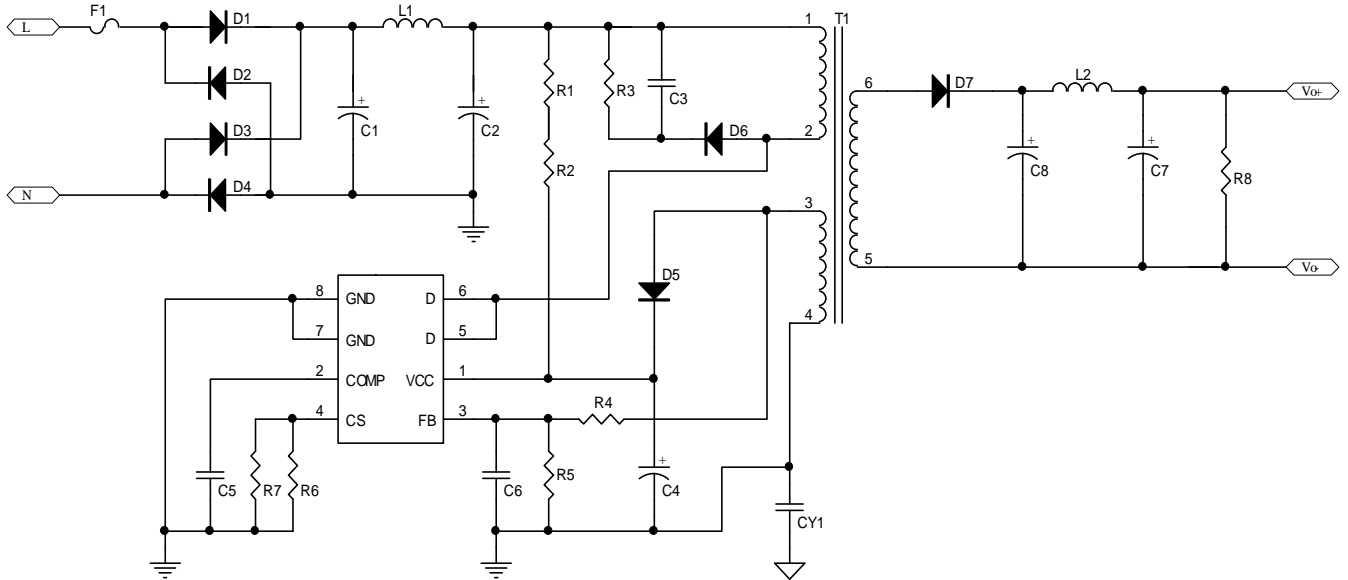 F1
L
D1
L1
1
T1
D2
R1
R3
C3
6
D7
L2
Vo+
C1
C2
D3
D6
2
R2
C8
C7
R8
D4
N
3
5
Vo-
D5
4
8
GND
D
6
7
GND
D
5
2
COMP
VCC
1
4
CS
FB
3
R4
C5
R7
R6
C6
R5
C4
CY1